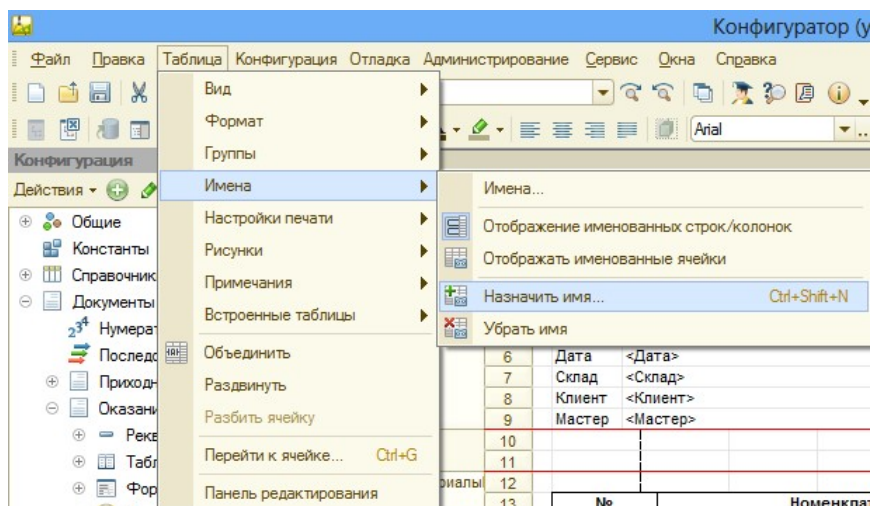 Конфигуратор (у
Файл Правка Таблица Конфигурация Отладка Администрирование Сервис Окна Справка
Arial
Конфигурация
Действия
Общие
Константы
Справочник
Документы
Нумерат
Последо
Приходн
Оказани
Рекв
Табл
Фор
Вид
Формат
Группы
Имена
Настройки печати
Рисунки
Примечания
Встроенные таблицы
Объединить
Раздвинуть
Разбить ячейку
Перейти к ячейке... Ctrl+G
Панель редактирования
Имена...
Отображение именованных строк/колонок
Отображать именованные ячейки
Назначить имя... Ctrl+Shift+N
Убрать имя
6 Дата <Дата>
7 Склад <Склад>
8 Клиент <Клиент>
9 Мастер <Мастер>
10
11
риалы 12
13 № Номенклат